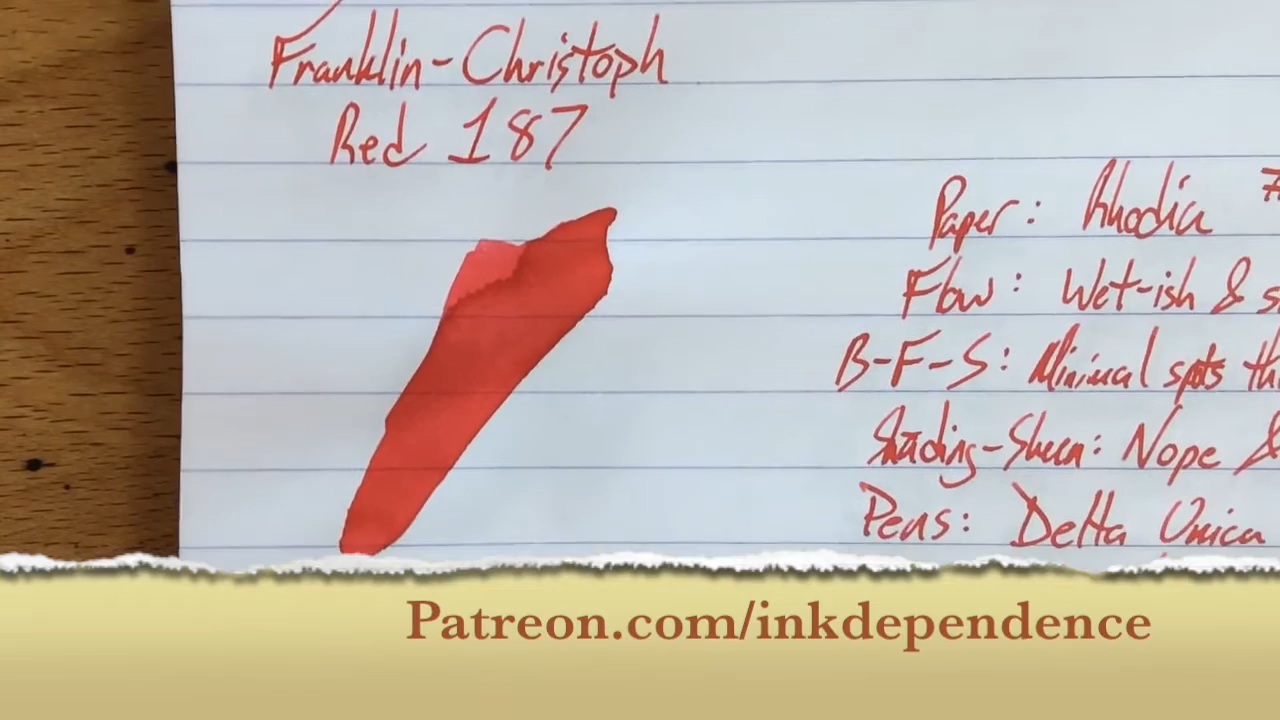 Franklin-Christoph
Red 187
Paper: Rhodia
Flow: Wet-ish &
B-F-S: Minimal spots
Shading-Sheen: Nope &
Pens: Delta Unica
Patreon.com/inkdependence